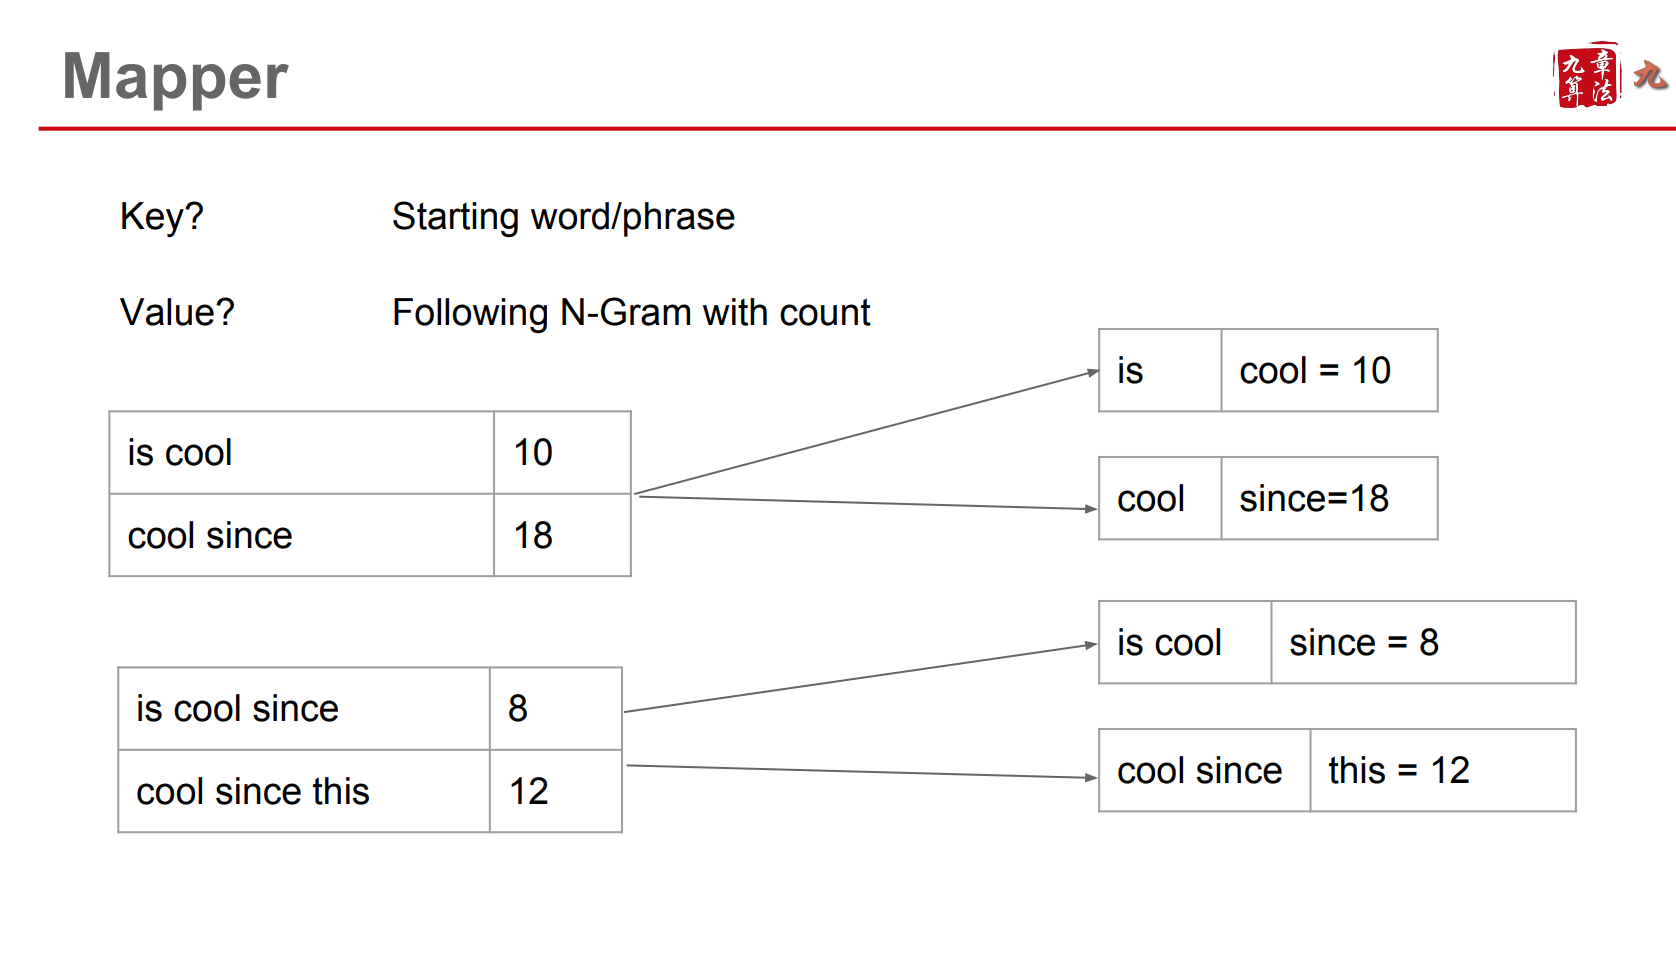 Mapper
九章
算法
九
Key? Starting word/phrase
Value? Following N-Gram with count
is cool 10
cool since 18
is cool = 10
cool since=18
is cool since 8
cool since this 12
is cool since = 8
cool since this = 12